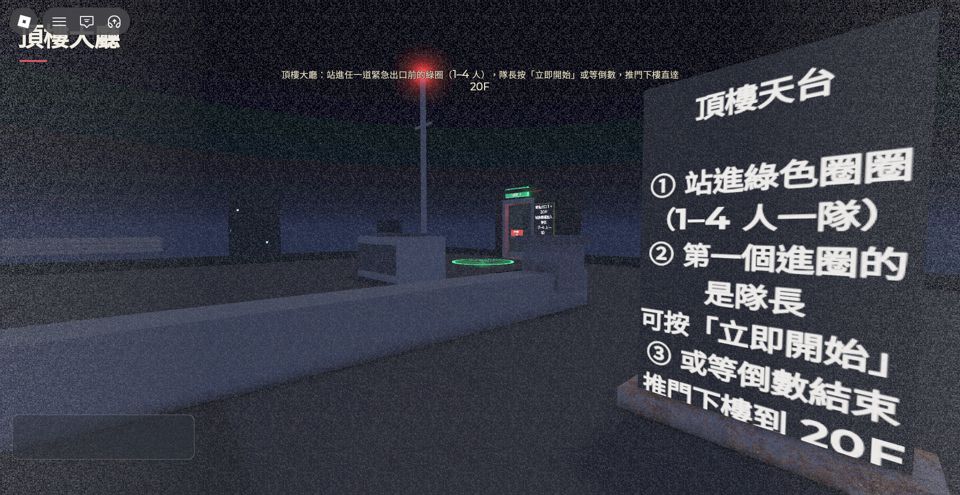 頂樓大廳
頂樓大廳：站進任一道緊急出口前的綠圈（1–4 人），隊長按「立即開始」或等倒數，推門下樓直達
20F
頂樓天台
① 站進綠色圈圈
（1–4 人一隊）
② 第一個進圈的
是隊長
可按「立即開始」
③ 或等倒數結束
推門下樓到 20F